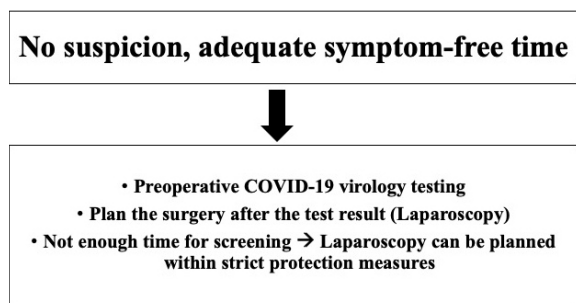 No suspicion, adequate symptom-free time
• Preoperative COVID-19 virology testing
• Plan the surgery after the test result (Laparoscopy)
• Not enough time for screening → Laparoscopy can be planned
within strict protection measures